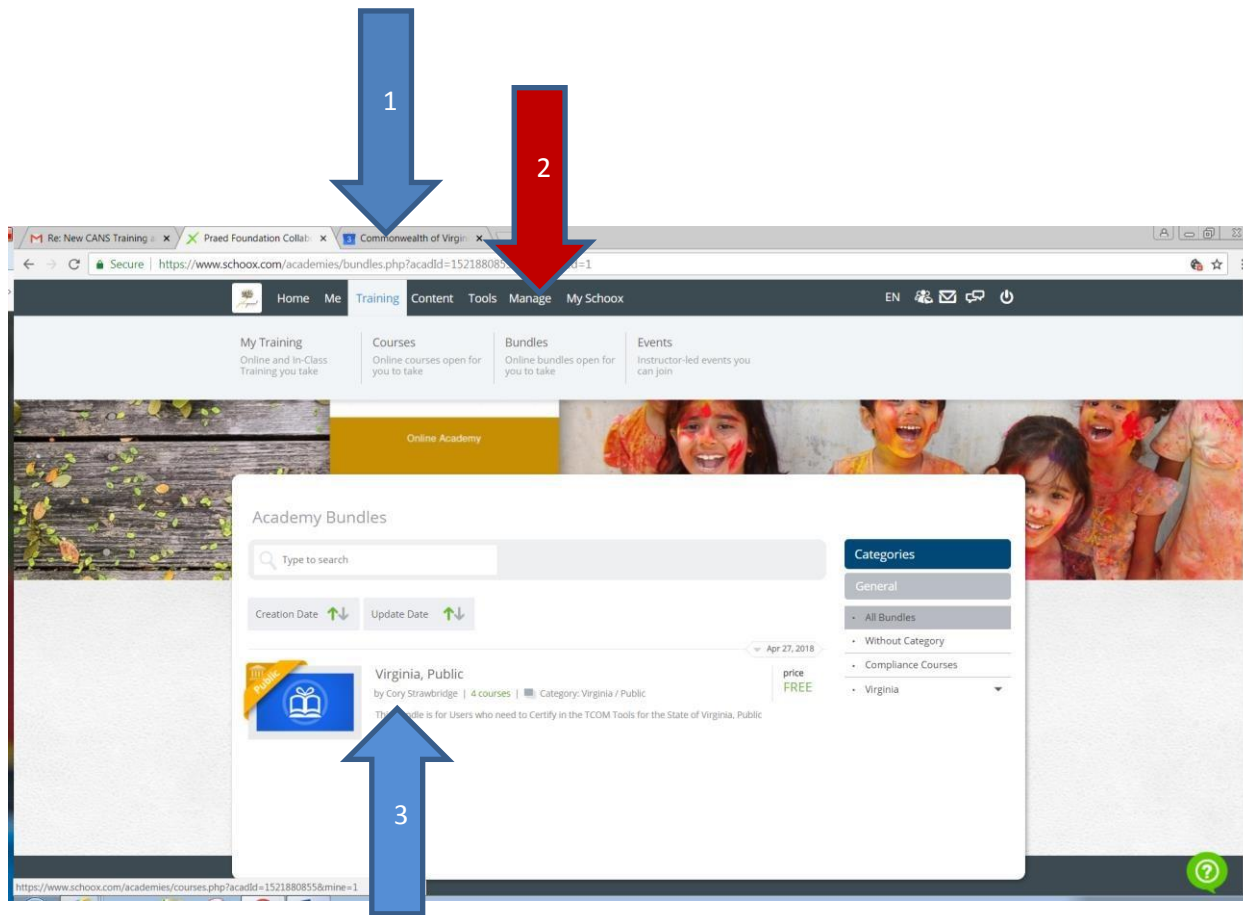 1
2
Re: New CANS Training a
Praed Foundation Collab
3 Commonwealth of Virgin
Secure | https://www.schoox.com/academies/bundles.php?acadId=15218808 d=1
Home Me Training Content Tools Manage My Schoox EN
My Training Courses Bundles Events
Online and In-Class Online courses open for Online bundles open for Instructor-led events you
Training you take you to take you to take can join
Online Academy
Academy Bundles
Type to search
Categories
General
Creation Date Update Date
All Bundles
Without Category
Compliance Courses
Virginia
Apr 27, 2018
Public
Virginia, Public
by Cory Strawbridge | 4 courses | Category: Virginia / Public
price
FREE
bundle is for Users who need to Certify in the TCOM Tools for the State of Virginia, Public
3
https://www.schoox.com/academies/courses.php?acadId=1521880855&mine=1